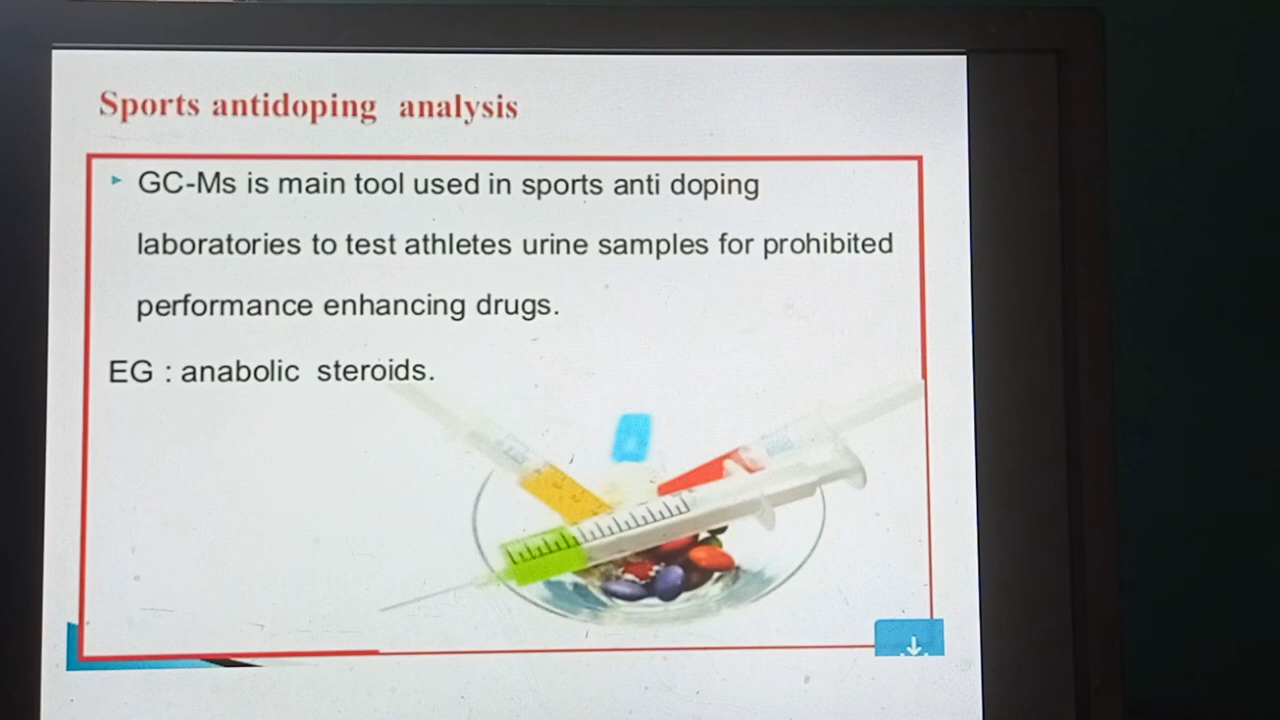 Sports antidoping analysis
GC-Ms is main tool used in sports anti doping
laboratories to test athletes urine samples for prohibited
performance enhancing drugs.
EG : anabolic steroids.